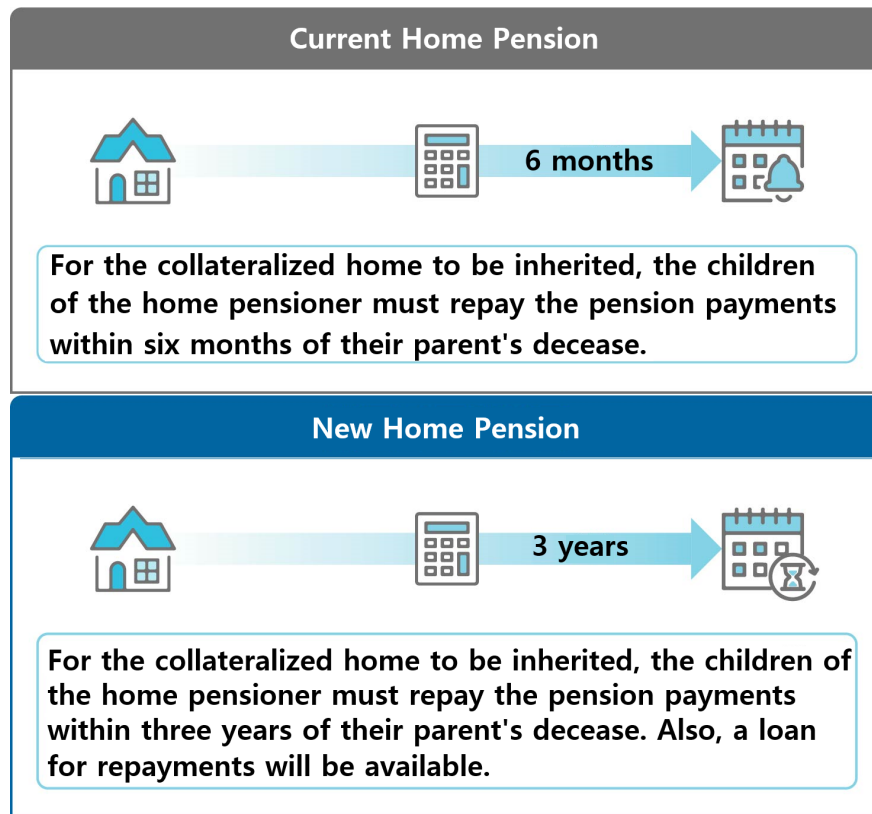 Current Home Pension
6 months
For the collateralized home to be inherited, the children
of the home pensioner must repay the pension payments
within six months of their parent's decease.
New Home Pension
3 years
For the collateralized home to be inherited, the children of
the home pensioner must repay the pension payments
within three years of their parent's decease. Also, a loan
for repayments will be available.